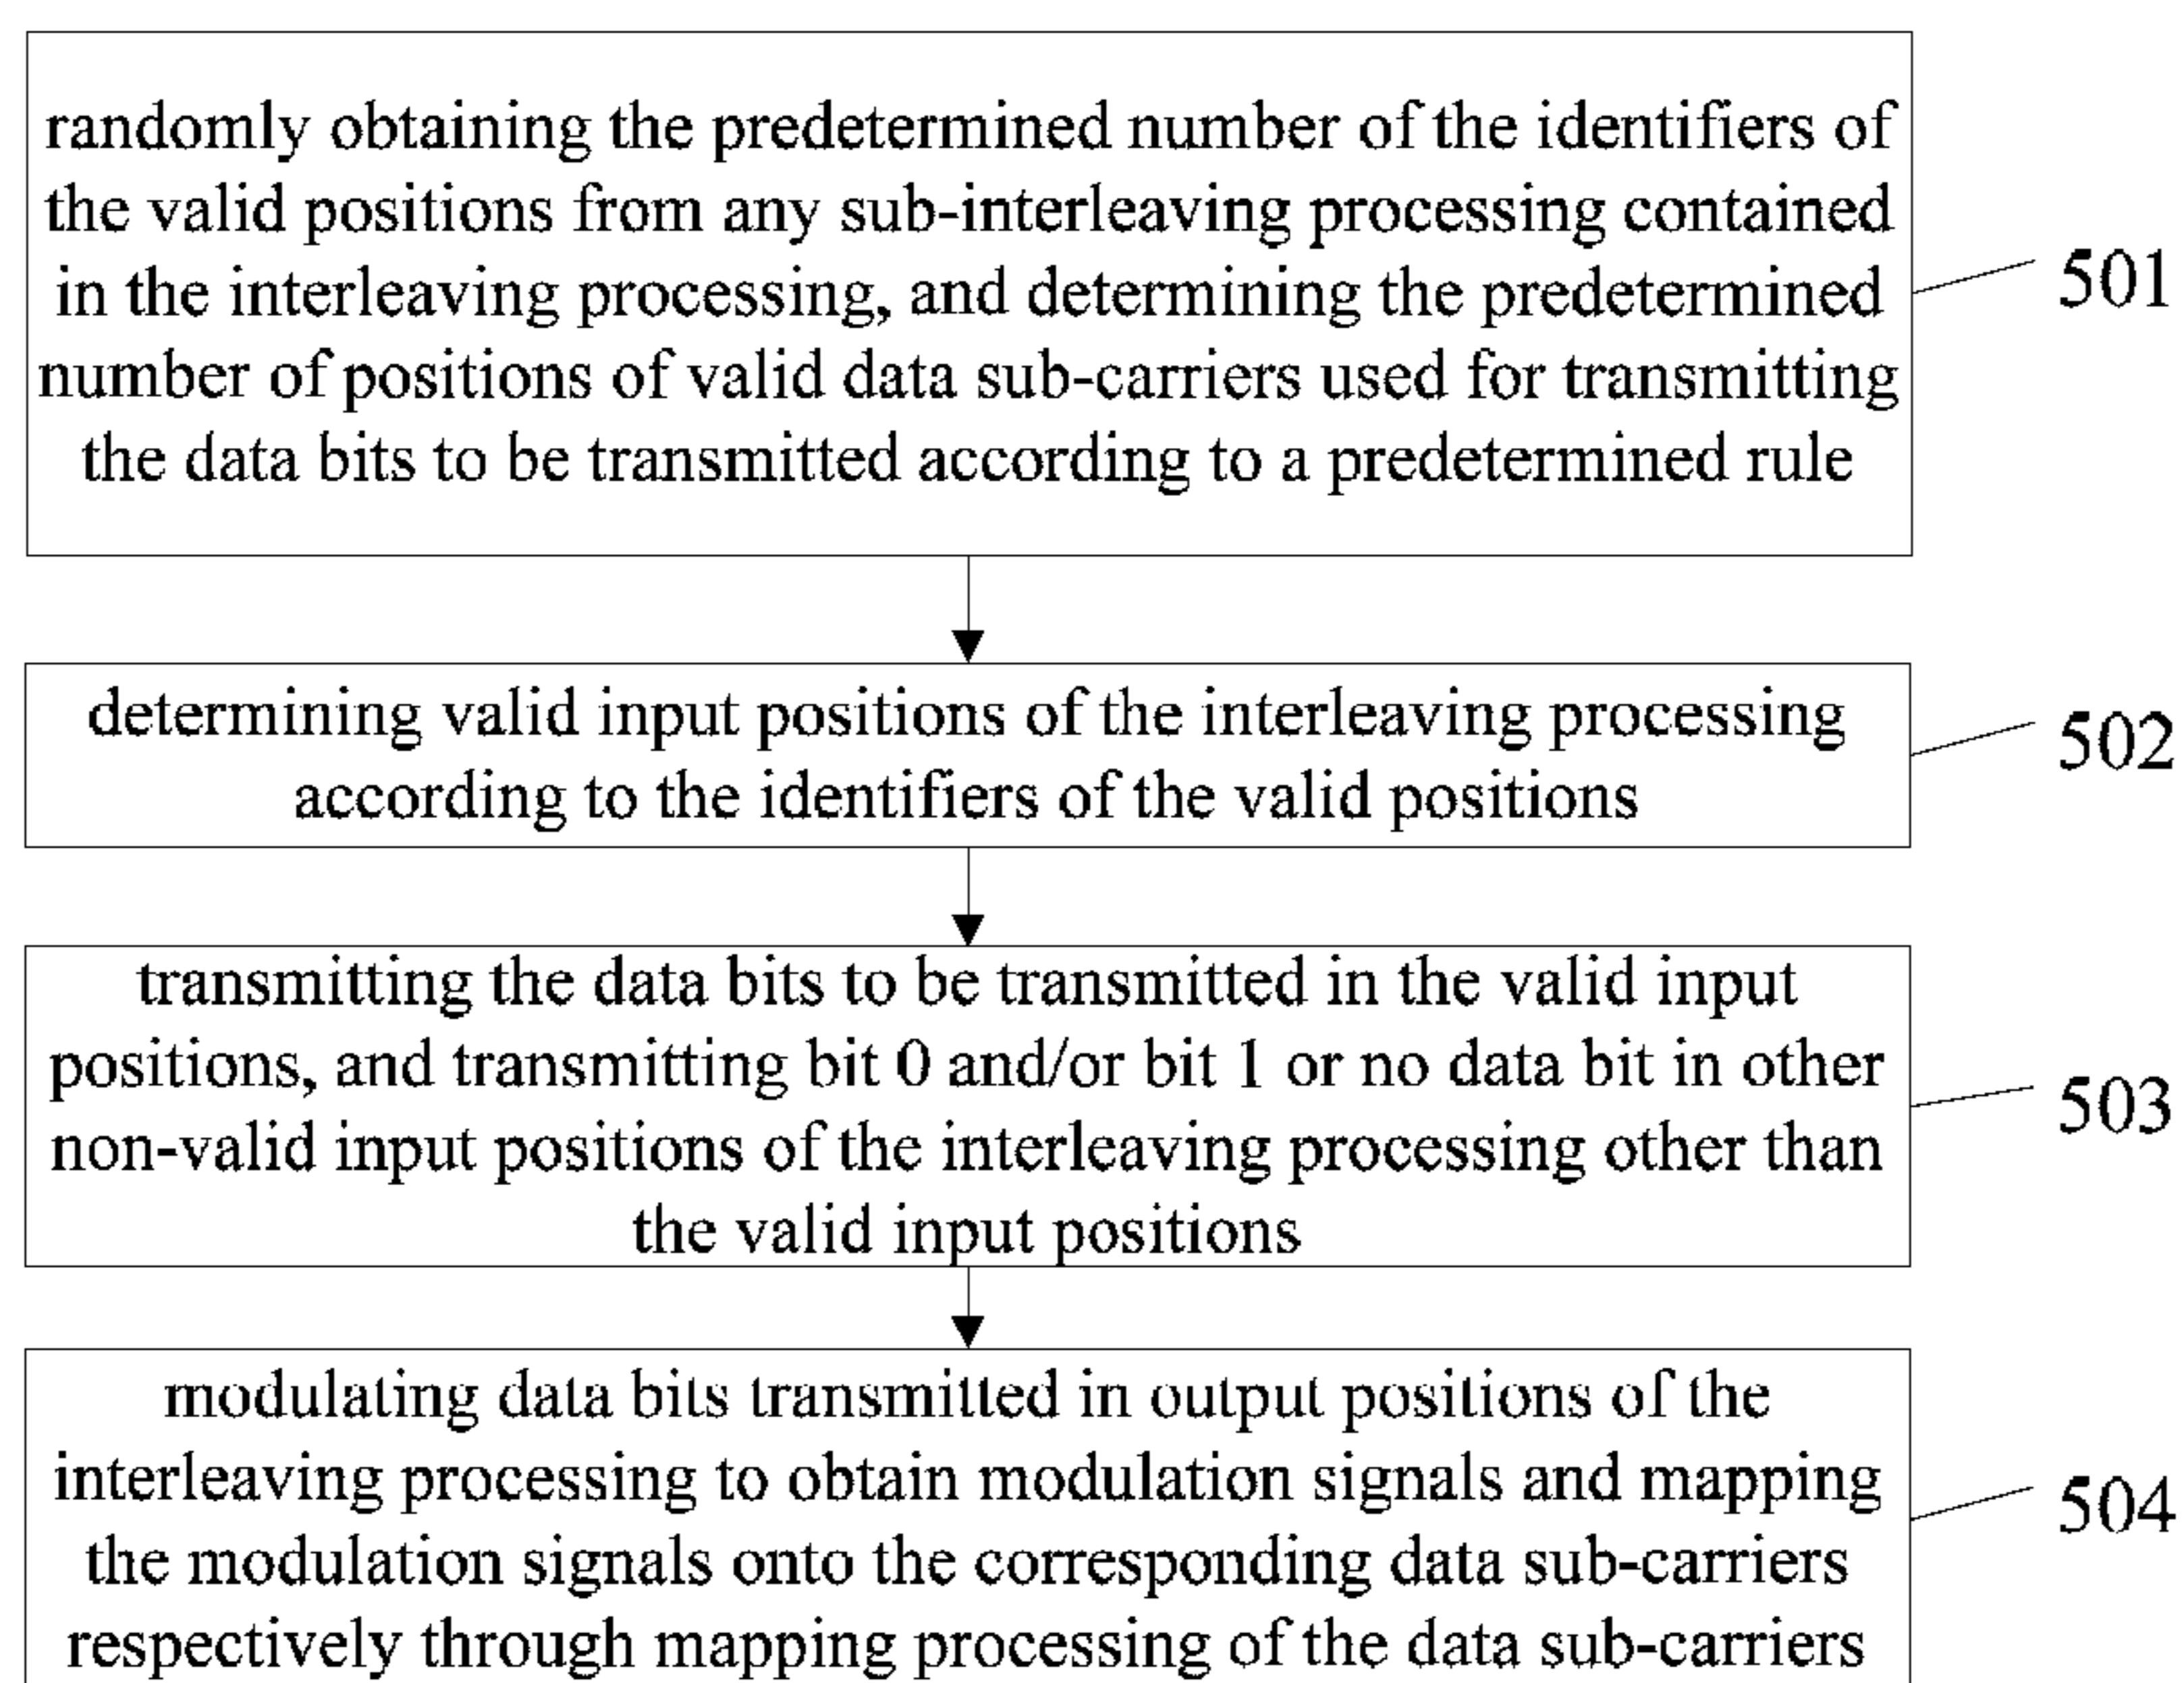 randomly obtaining the predetermined number of the identifiers of
the valid positions from any sub-interleaving processing contained
in the interleaving processing, and determining the predetermined
number of positions of valid data sub-carriers used for transmitting
the data bits to be transmitted according to a predetermined rule
501
determining valid input positions of the interleaving processing
according to the identifiers of the valid positions
502
transmitting the data bits to be transmitted in the valid input
positions, and transmitting bit 0 and/or bit 1 or no data bit in other
non-valid input positions of the interleaving processing other than
the valid input positions
503
modulating data bits transmitted in output positions of the
interleaving processing to obtain modulation signals and mapping
the modulation signals onto the corresponding data sub-carriers
respectively through mapping processing of the data sub-carriers
504